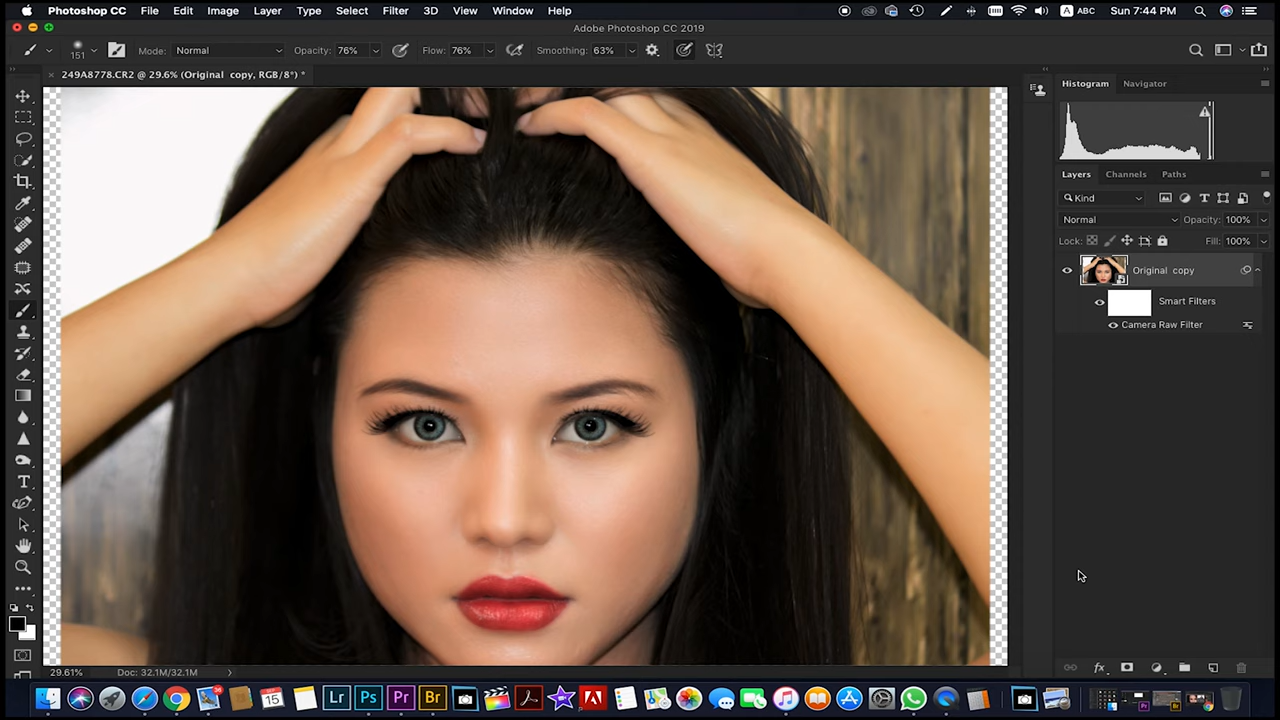 Photoshop CC File Edit Image Layer Type Select Filter 3D View Window Help A ABC Sun 7:44 PM
Adobe Photoshop CC 2019
151 Mode: Normal Opacity: 76% Flow: 76% Smoothing: 63%
× 249A8778.CR2 @ 29.6% (Original copy, RGB/8*) *
Histogram Navigator
Layers Channels Paths
Kind
Normal Opacity: 100%
Lock: Fill: 100%
Original copy
Smart Filters
Camera Raw Filter
29.61% Doc: 32.1M/32.1M
fx
15 Lr Ps Pr Br